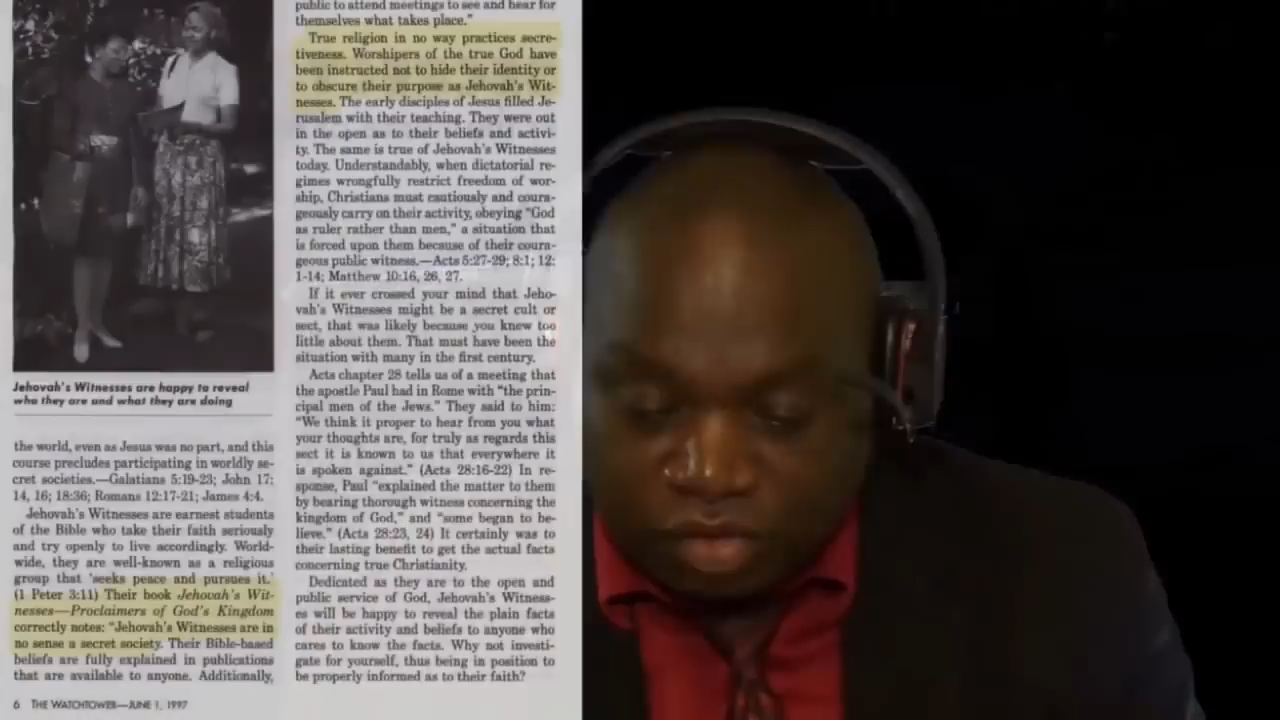 Jehovah's Witnesses are happy to reveal
who they are and what they are doing
the world, even as Jesus was no part, and this
course precludes participating in worldly se-
cret societies.—Galatians 5:19-23; John 17:
14, 16; 18:36; Romans 12:17-21; James 4:4.
Jehovah's Witnesses are earnest students
of the Bible who take their faith seriously
and try openly to live accordingly. World-
wide, they are well-known as a religious
group that 'seeks peace and pursues it.'
(1 Peter 3:11) Their book Jehovah's Wit-
nesses—Proclaimers of God's Kingdom
correctly notes: "Jehovah's Witnesses are in
no sense a secret society. Their Bible-based
beliefs are fully explained in publications
that are available to anyone. Additionally,
6 THE WATCHTOWER—JUNE 1, 1997
public to attend meetings to see and hear for
themselves what takes place."
True religion in no way practices secre-
tiveness. Worshipers of the true God have
been instructed not to hide their identity or
to obscure their purpose as Jehovah's Wit-
nesses. The early disciples of Jesus filled Je-
rusalem with their teaching. They were out
in the open as to their beliefs and activi-
ty. The same is true of Jehovah's Witnesses
today. Understandably, when dictatorial re-
gimes wrongfully restrict freedom of wor-
ship, Christians must cautiously and coura-
geously carry on their activity, obeying "God
as ruler rather than men," a situation that
is forced upon them because of their coura-
geous public witness.—Acts 5:27-29; 8:1; 12:
1-14; Matthew 10:16, 26, 27.
If it ever crossed your mind that Jeho-
vah's Witnesses might be a secret cult or
sect, that was likely because you knew too
little about them. That must have been the
situation with many in the first century.
Acts chapter 28 tells us of a meeting that
the apostle Paul had in Rome with "the prin-
cipal men of the Jews." They said to him:
"We think it proper to hear from you what
your thoughts are, for truly as regards this
sect it is known to us that everywhere it
is spoken against." (Acts 28:16-22) In re-
sponse, Paul "explained the matter to them
by bearing thorough witness concerning the
kingdom of God," and "some began to be-
lieve." (Acts 28:23, 24) It certainly was to
their lasting benefit to get the actual facts
concerning true Christianity.
Dedicated as they are to the open and
public service of God, Jehovah's Witness-
es will be happy to reveal the plain facts
of their activity and beliefs to anyone who
cares to know the facts. Why not investi-
gate for yourself, thus being in position to
be properly informed as to their faith?